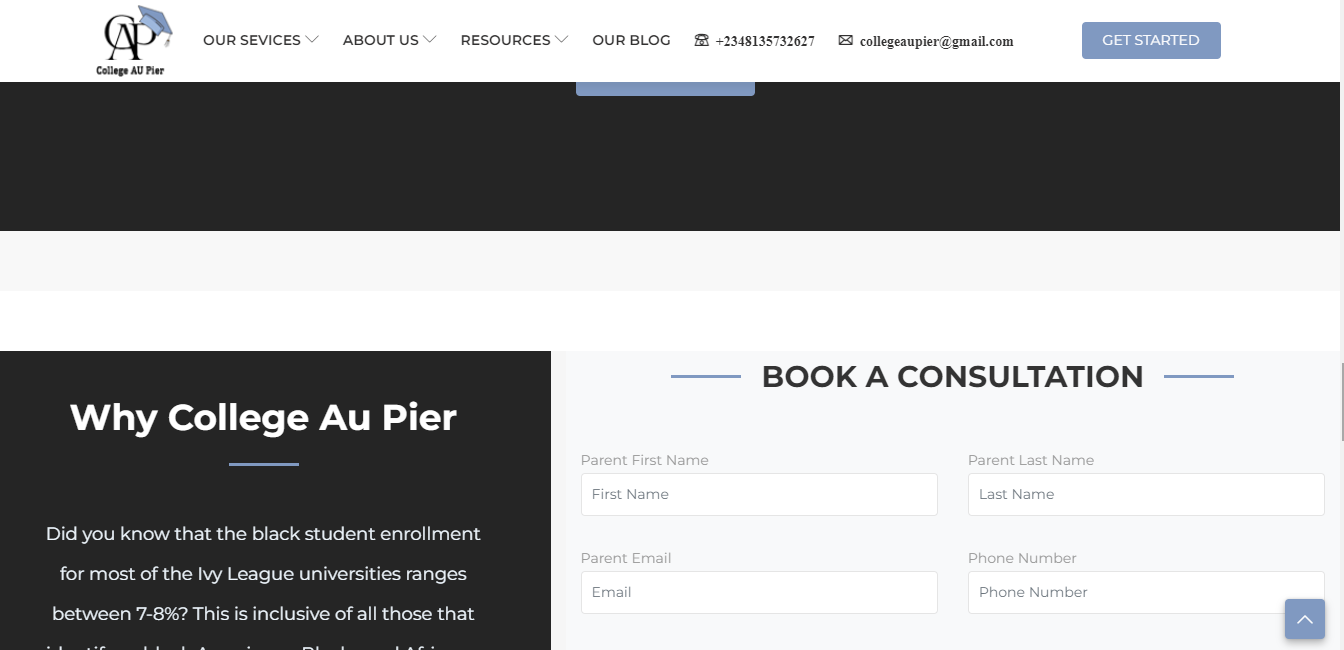 CAP
College AU Pier
OUR SEVICES
ABOUT US
RESOURCES
OUR BLOG
+2348135732627
collegeaupier@gmail.com
GET STARTED
Why College Au Pier
Did you know that the black student enrollment
for most of the Ivy League universities ranges
between 7-8%? This is inclusive of all those that
BOOK A CONSULTATION
Parent First Name
Parent Last Name
First Name
Last Name
Parent Email
Phone Number
Email
Phone Number